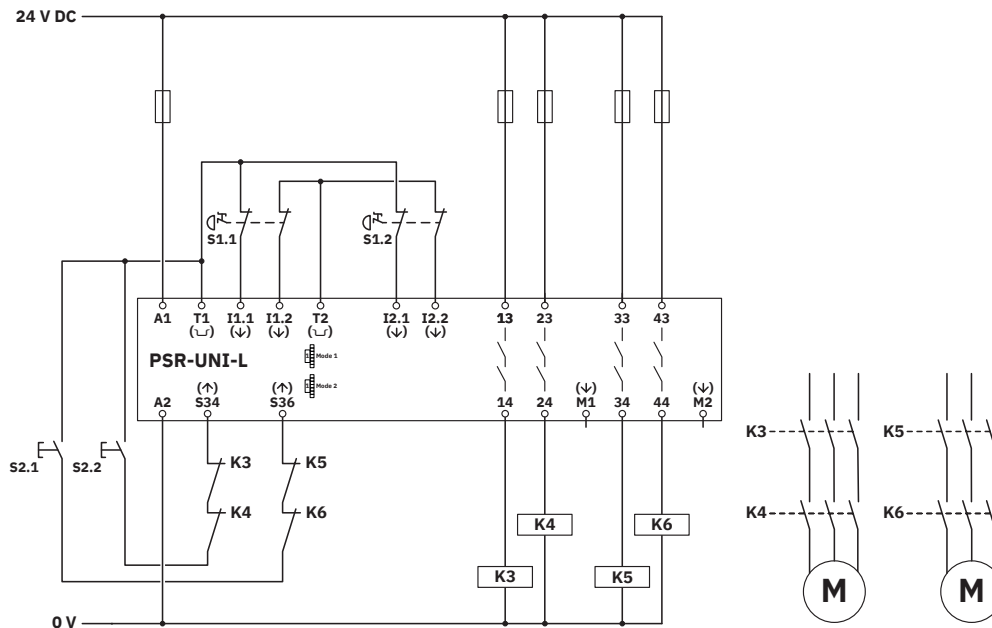 24 V DC
S1.1
S1.2
A1 T1 I1.1 I1.2 T2 I2.1 I2.2 13 23 33 43
PSR-UNI-L
Mode 1
Mode 2
A2 S34 S36 14 24 M1 34 44 M2
S2.1 S2.2
K3 K5
K4 K6
K4 K6
K3 K5
0 V
K3 K5
K4 K6
M M